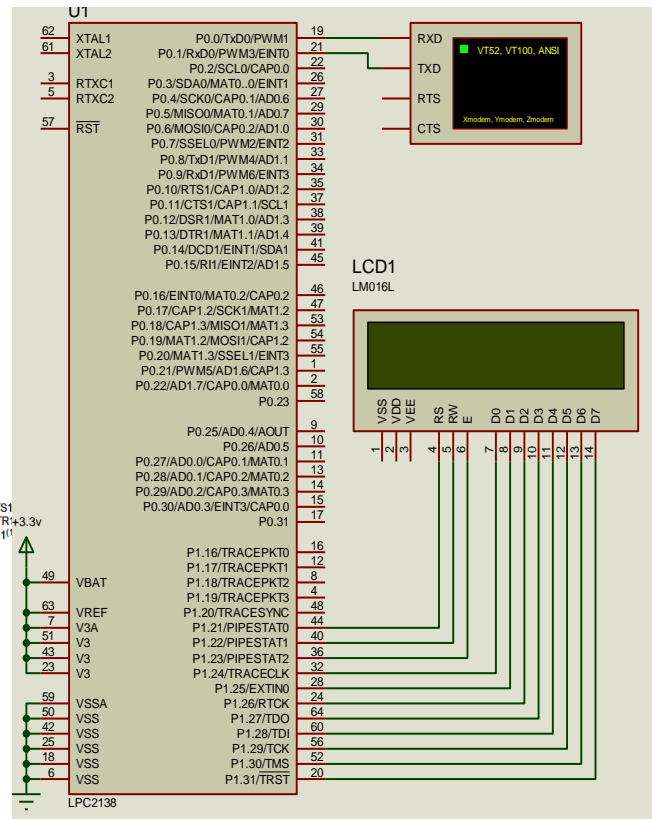 U1
62 XTAL1
61 XTAL2
3 RTXC1
5 RTXC2
57 RST
49 VBAT
63 VREF
7 V3A
51 V3
43 V3
23 V3
59 VSSA
50 VSS
42 VSS
25 VSS
18 VSS
6 VSS
S1
+3.3v
P0.0/TxD0/PWM1 19
P0.1/RxD0/PWM3/EINT0 21
P0.2/SCL0/CAP0.0 22
P0.3/SDA0/MAT0..0/EINT1 26
P0.4/SCK0/CAP0.1/AD0.6 27
P0.5/MISO0/MAT0.1/AD0.7 29
P0.6/MOSI0/CAP0.2/AD1.0 30
P0.7/SSEL0/PWM2/EINT2 31
P0.8/TxD1/PWM4/AD1.1 33
P0.9/RxD1/PWM6/EINT3 34
P0.10/RTS1/CAP1.0/AD1.2 35
P0.11/CTS1/CAP1.1/SCL1 37
P0.12/DSR1/MAT1.0/AD1.3 38
P0.13/DTR1/MAT1.1/AD1.4 39
P0.14/DCD1/EINT1/SDA1 41
P0.15/RI1/EINT2/AD1.5 45
P0.16/EINT0/MAT0.2/CAP0.2 46
P0.17/CAP1.2/SCK1/MAT1.2 47
P0.18/CAP1.3/MISO1/MAT1.3 53
P0.19/MAT1.2/MOSI1/CAP1.2 54
P0.20/MAT1.3/SSEL1/EINT3 55
P0.21/PWM5/AD1.6/CAP1.3 1
P0.22/AD1.7/CAP0.0/MAT0.0 2
P0.23 58
P0.25/AD0.4/AOUT 9
P0.26/AD0.5 10
P0.27/AD0.0/CAP0.1/MAT0.1 11
P0.28/AD0.1/CAP0.2/MAT0.2 13
P0.29/AD0.2/CAP0.3/MAT0.3 14
P0.30/AD0.3/EINT3/CAP0.0 15
P0.31 17
P1.16/TRACEPKT0 16
P1.17/TRACEPKT1 12
P1.18/TRACEPKT2 8
P1.19/TRACEPKT3 4
P1.20/TRACESYNC 48
P1.21/PIPESTAT0 44
P1.22/PIPESTAT1 40
P1.23/PIPESTAT2 36
P1.24/TRACECLK 32
P1.25/EXTIN0 28
P1.26/RTCK 24
P1.27/TDO 64
P1.28/TDI 60
P1.29/TCK 56
P1.30/TMS 52
P1.31/TRST 20
LPC2138
RXD
TXD
RTS
CTS
VT52, VT100, ANSI
Xmodem, Ymodem, Zmodem
LCD1
LM016L
VSS 1
VDD 2
VEE 3
RS 4
RW 5
E 6
D0 7
D1 8
D2 9
D3 10
D4 11
D5 12
D6 13
D7 14